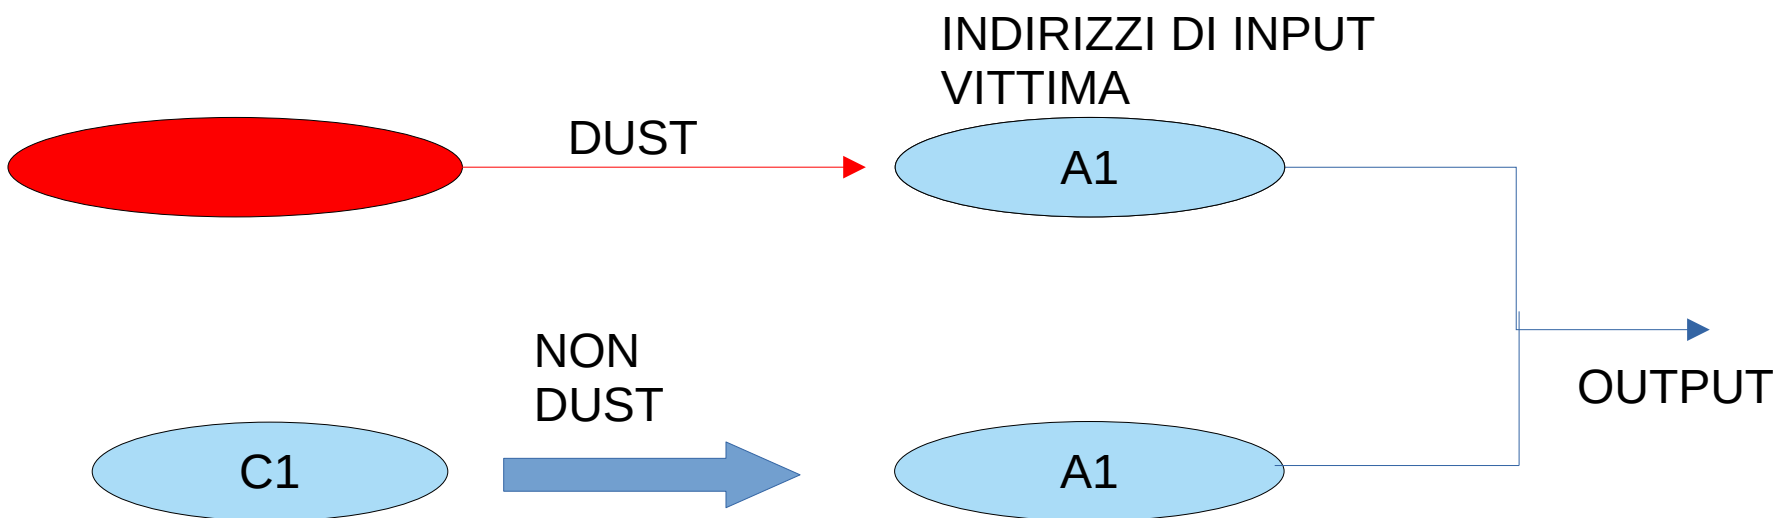 INDIRIZZI DI INPUT
VITTIMA
DUST
A1
NON
DUST
OUTPUT
C1
A1